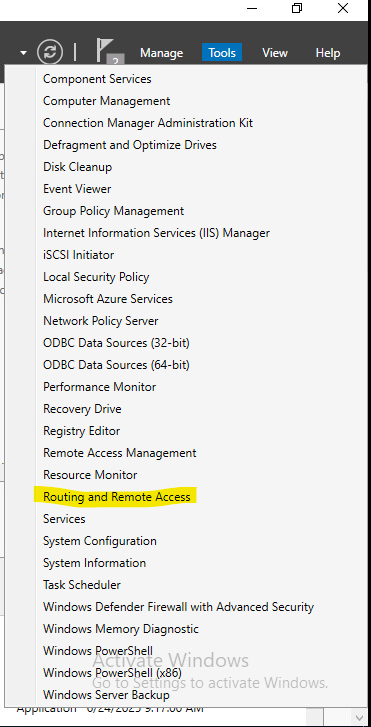 2
Manage Tools View Help
Component Services
Computer Management
Connection Manager Administration Kit
Defragment and Optimize Drives
Disk Cleanup
Event Viewer
Group Policy Management
Internet Information Services (IIS) Manager
iSCSI Initiator
Local Security Policy
Microsoft Azure Services
Network Policy Server
ODBC Data Sources (32-bit)
ODBC Data Sources (64-bit)
Performance Monitor
Recovery Drive
Registry Editor
Remote Access Management
Resource Monitor
Routing and Remote Access
Services
System Configuration
System Information
Task Scheduler
Windows Defender Firewall with Advanced Security
Windows Memory Diagnostic
Windows PowerShell
Activate Windows
Windows PowerShell (x86)
Go to Settings to activate Windows.
Windows Server Backup
Application 6/24/2025 9:17:00 AM